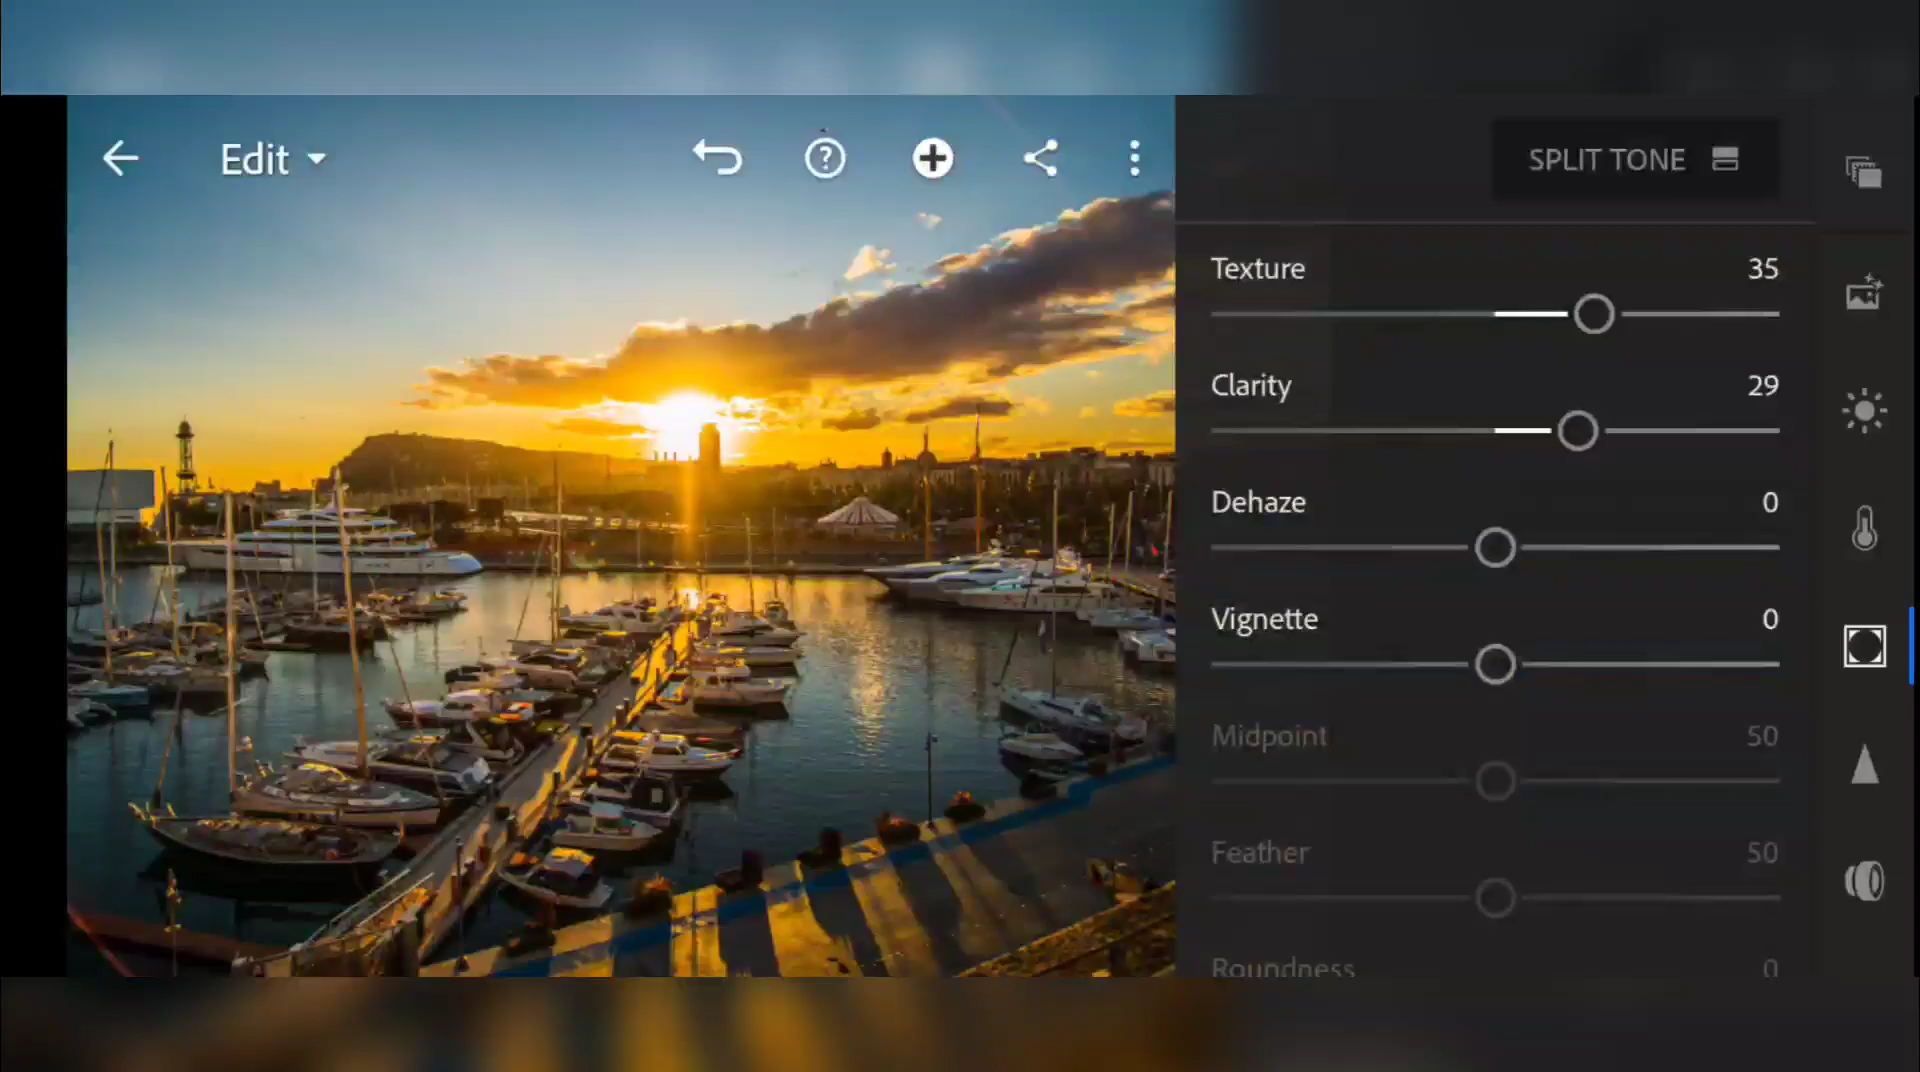 Edit
SPLIT TONE
Texture 35
Clarity 29
Dehaze 0
Vignette 0
Midpoint 50
Feather 50
Roundness 0